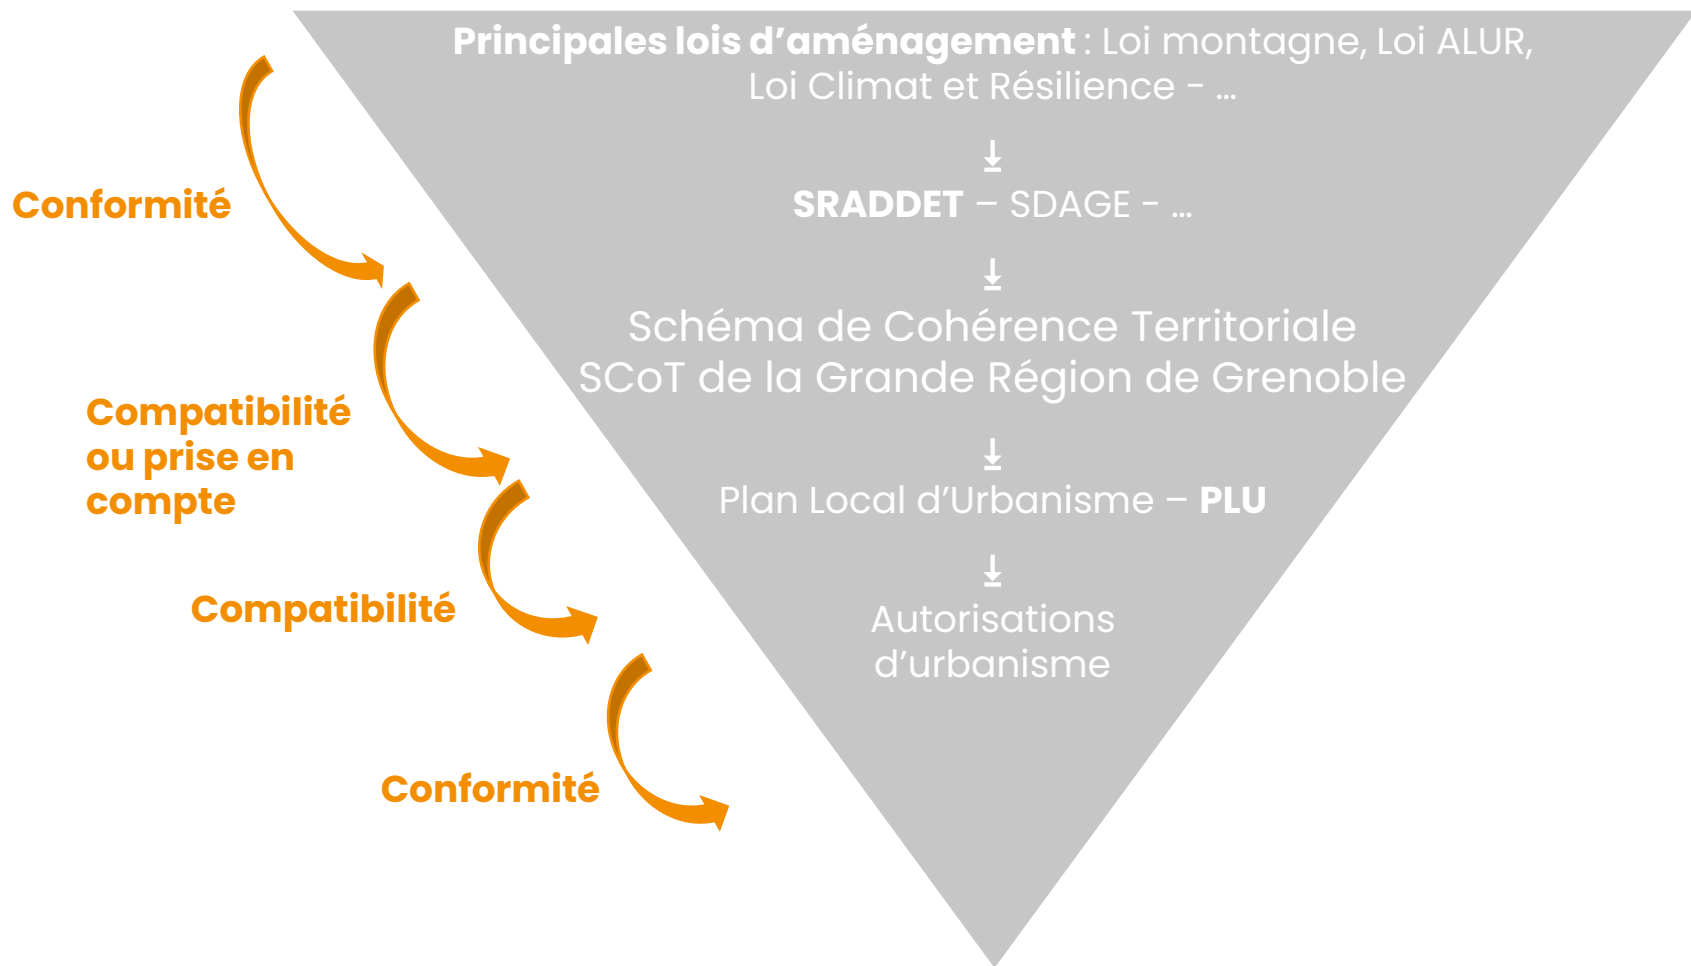 Principales lois d’aménagement : Loi montagne, Loi ALUR,
Loi Climat et Résilience - …
SRADDET – SDAGE - …
Schéma de Cohérence Territoriale
SCoT de la Grande Région de Grenoble
Plan Local d’Urbanisme – PLU
Autorisations
d’urbanisme
Conformité
Compatibilité
ou prise en
compte
Compatibilité
Conformité